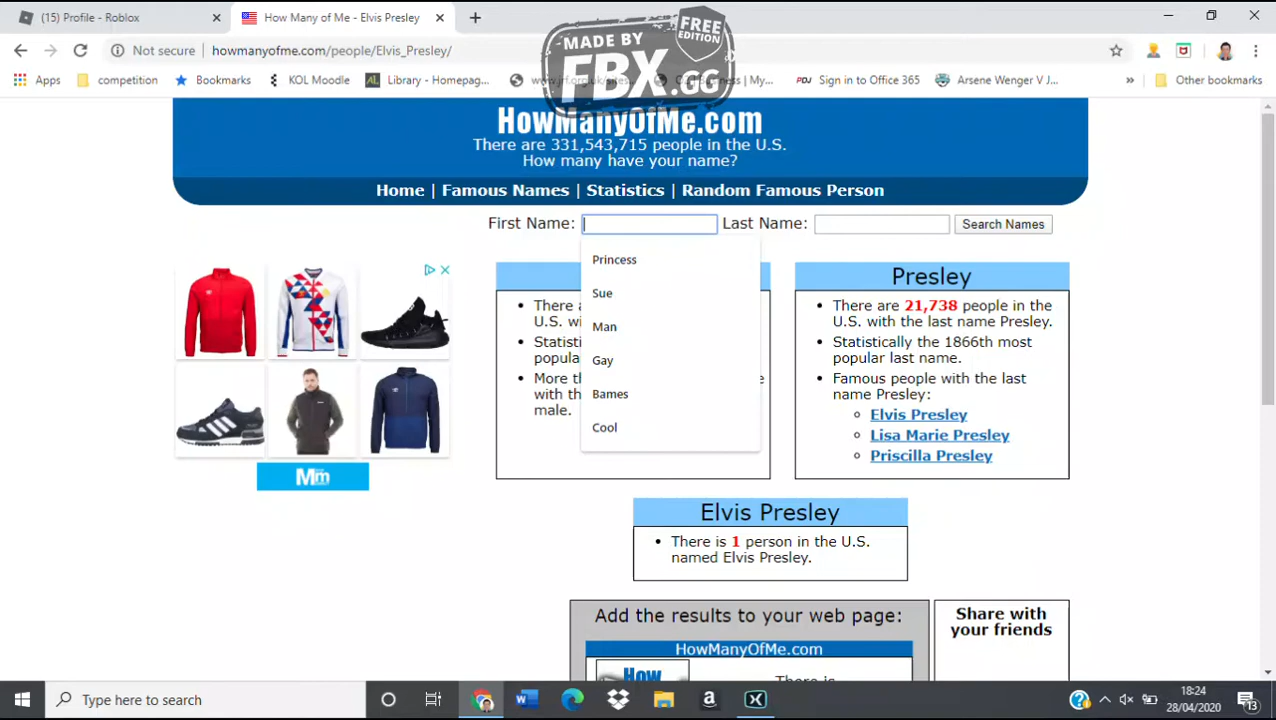 (15) Profile - Roblox
How Many of Me - Elvis Presley
Not secure howmanyofme.com/people/Elvis_Presley/
MADE BY
FREE
EDITION
FBX.GG
Apps competition Bookmarks KOL Moodle Library - Homepag... Business | My... Sign in to Office 365 Arsene Wenger V J... » Other bookmarks
HowManyOfMe.com
There are 331,543,715 people in the U.S.
How many have your name?
Home | Famous Names | Statistics | Random Famous Person
First Name: Last Name: Search Names
Princess
Sue
Man
Gay
Bames
Cool
There a
U.S. wi
Statisti
popula
More th
with th
male.
Presley
There are 21,738 people in the
U.S. with the last name Presley.
Statistically the 1866th most
popular last name.
Famous people with the last
name Presley:
Elvis Presley
Lisa Marie Presley
Priscilla Presley
Mm
Elvis Presley
There is 1 person in the U.S.
named Elvis Presley.
Add the results to your web page:
HowManyOfMe.com
How
There is
Share with
your friends
Type here to search
18:24
28/04/2020
13